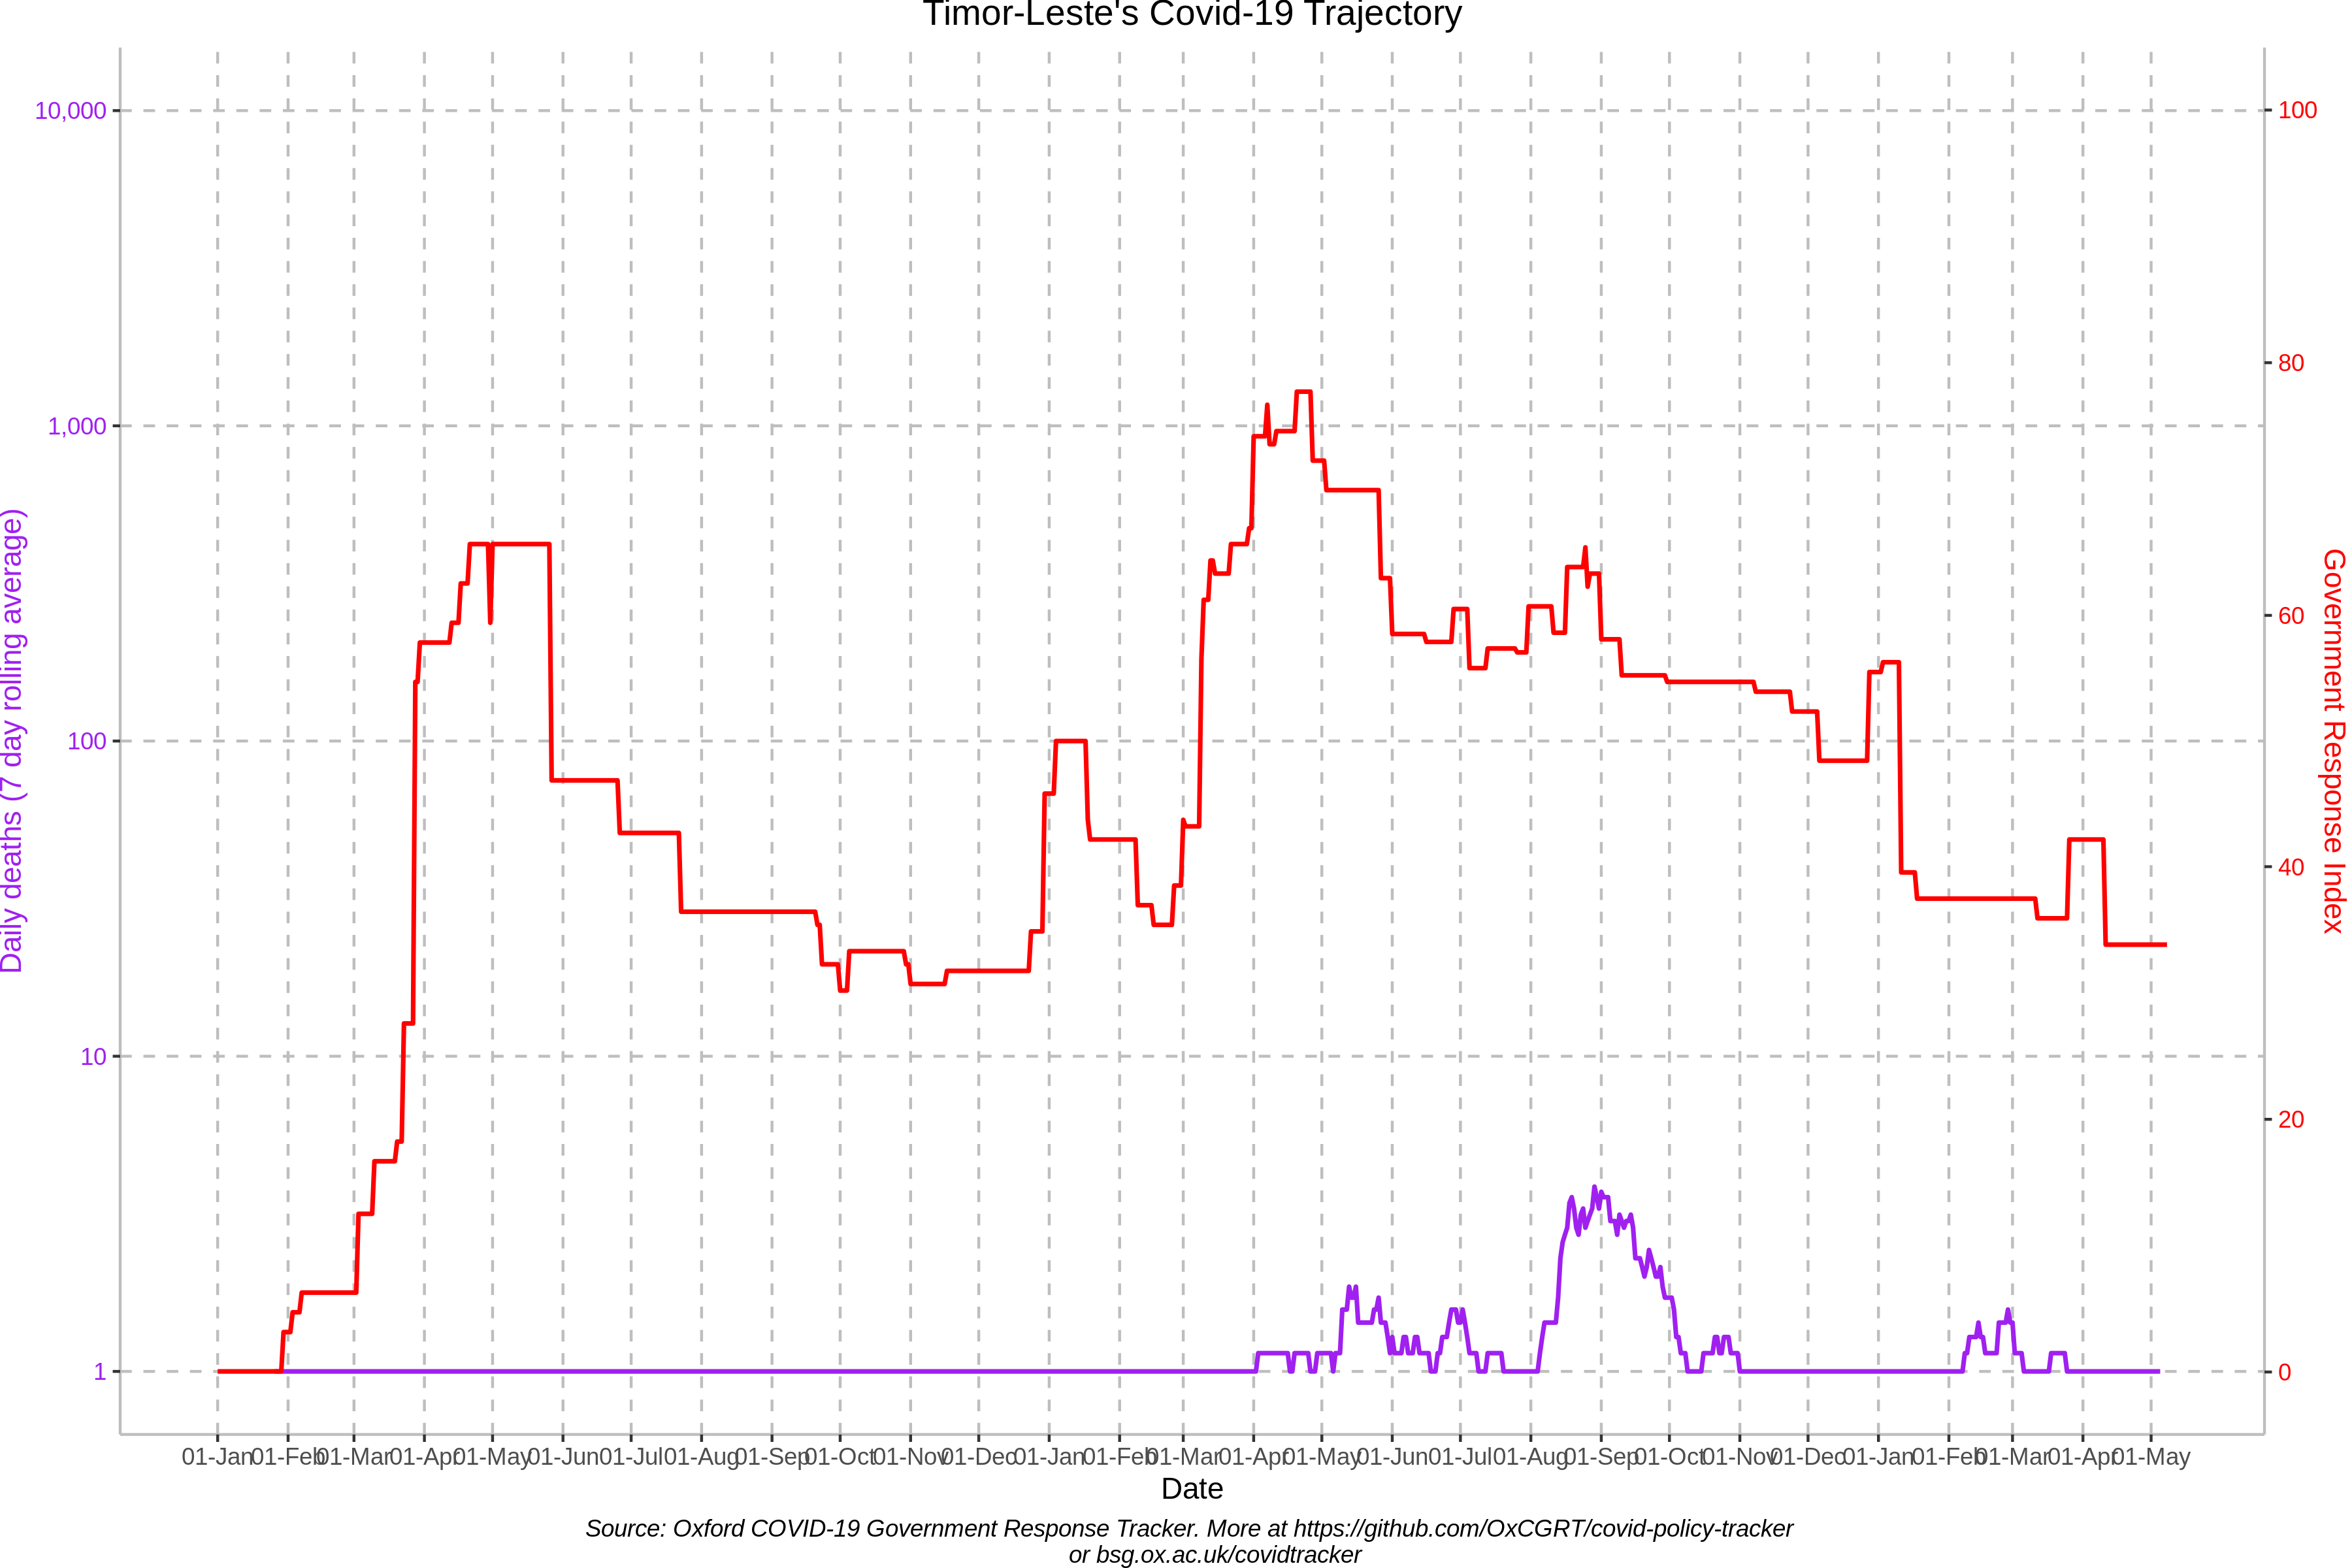 Timor-Leste's Covid-19 Trajectory
10,000
1,000
100
10
1
Daily deaths (7 day rolling average)
100
80
60
40
20
0
Government Response Index
01-Jan 01-Feb 01-Mar 01-Apr 01-May 01-Jun 01-Jul 01-Aug 01-Sep 01-Oct 01-Nov 01-Dec 01-Jan 01-Feb 01-Mar 01-Apr 01-May 01-Jun 01-Jul 01-Aug 01-Sep 01-Oct 01-Nov 01-Dec 01-Jan 01-Feb 01-Mar 01-Apr 01-May
Date
Source: Oxford COVID-19 Government Response Tracker. More at https://github.com/OxCGRT/covid-policy-tracker
or bsg.ox.ac.uk/covidtracker